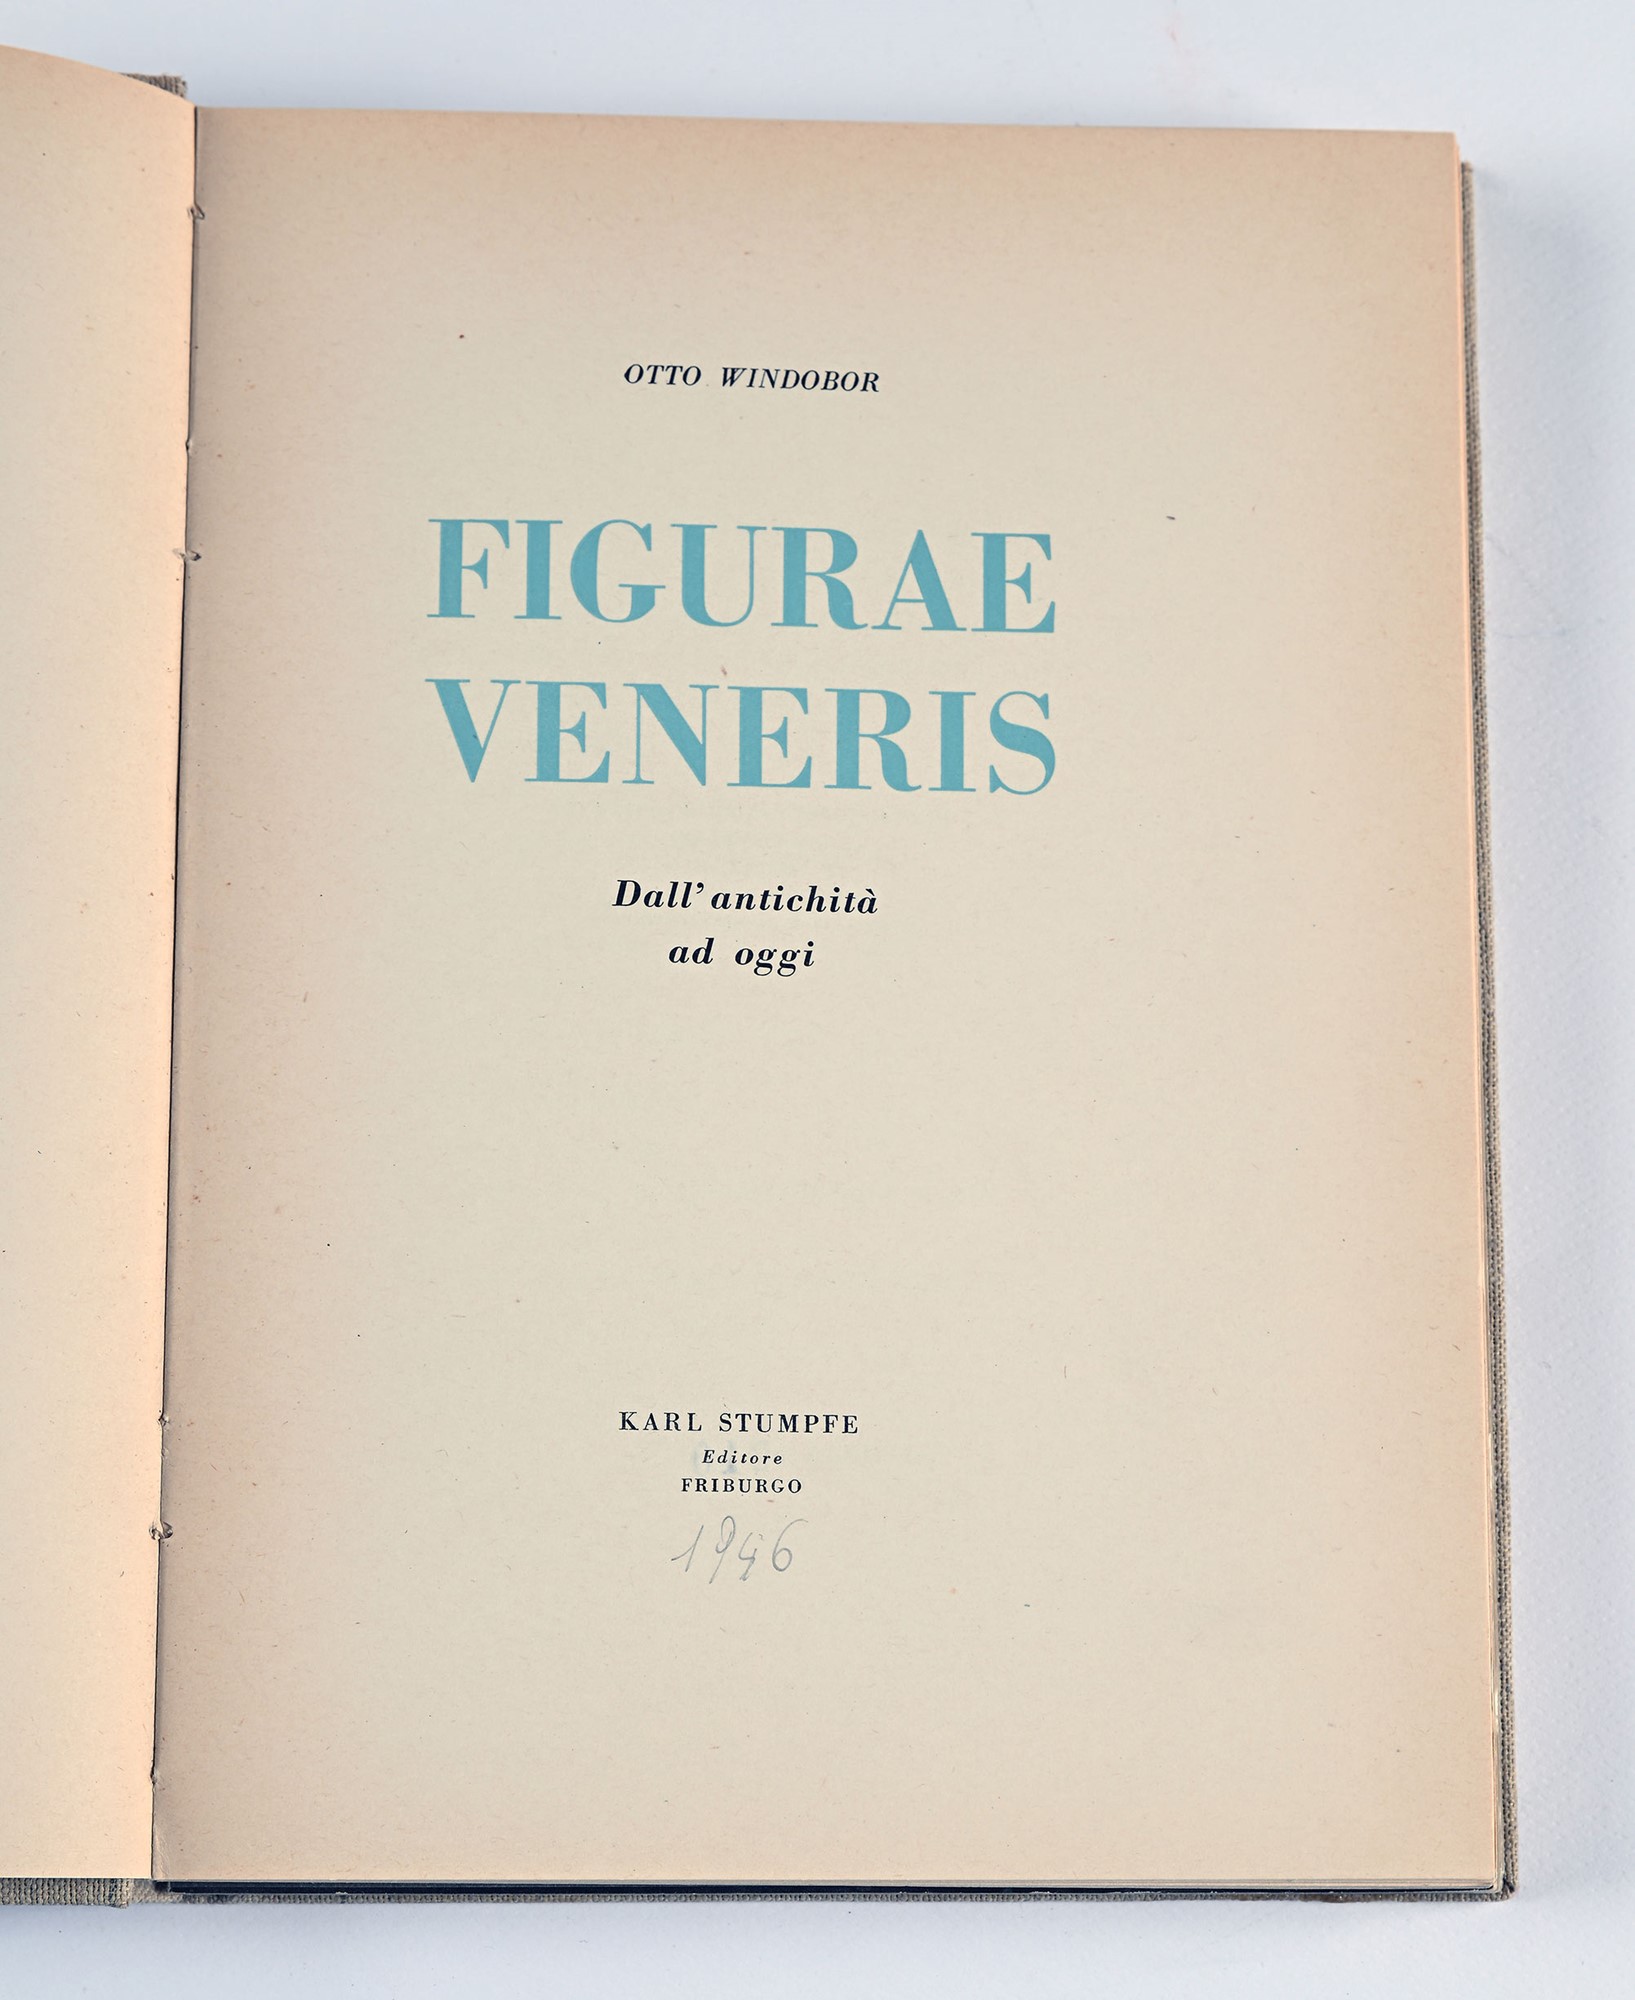 OTTO WINDOBOR
FIGURAE
VENERIS
Dall'antichità
ad oggi
KARL STUMPFE
Editore
FRIBURGO
1946